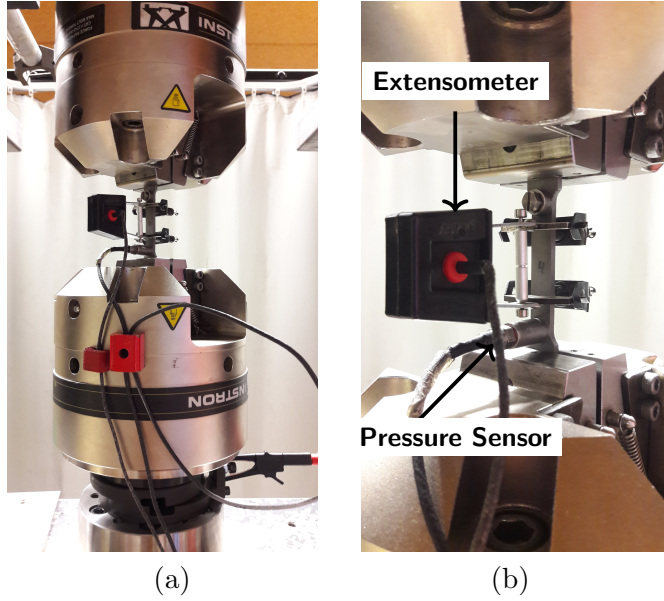 INSTRON
Extensometer
INSTRON
Pressure Sensor
(a)
(b)